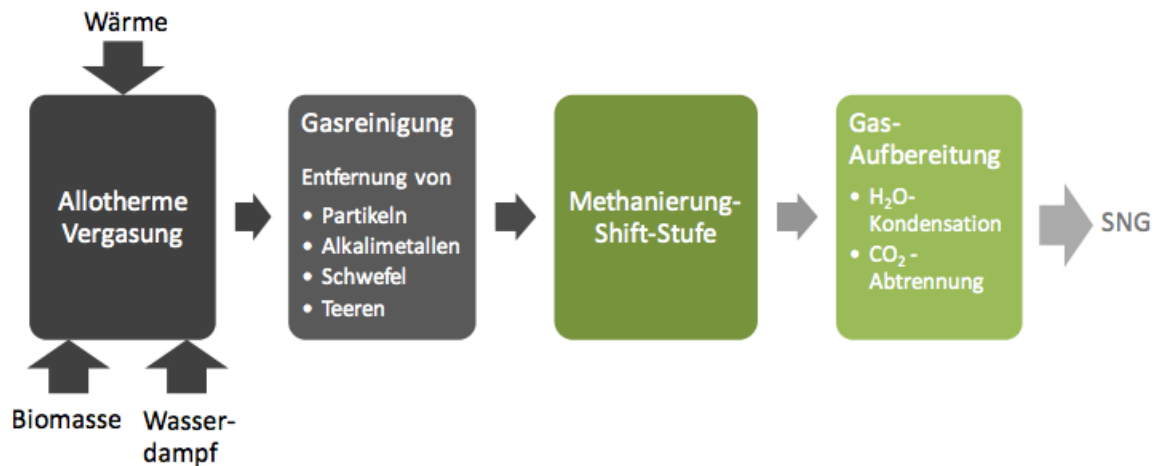 Wärme
Allotherme
Vergasung
Biomasse
Wasser-
dampf
Gasreinigung
Entfernung von
• Partikeln
• Alkalimetallen
• Schwefel
• Teeren
Methanierung-
Shift-Stufe
Gas-
Aufbereitung
• H₂O-
Kondensation
• CO₂ -
Abtrennung
SNG